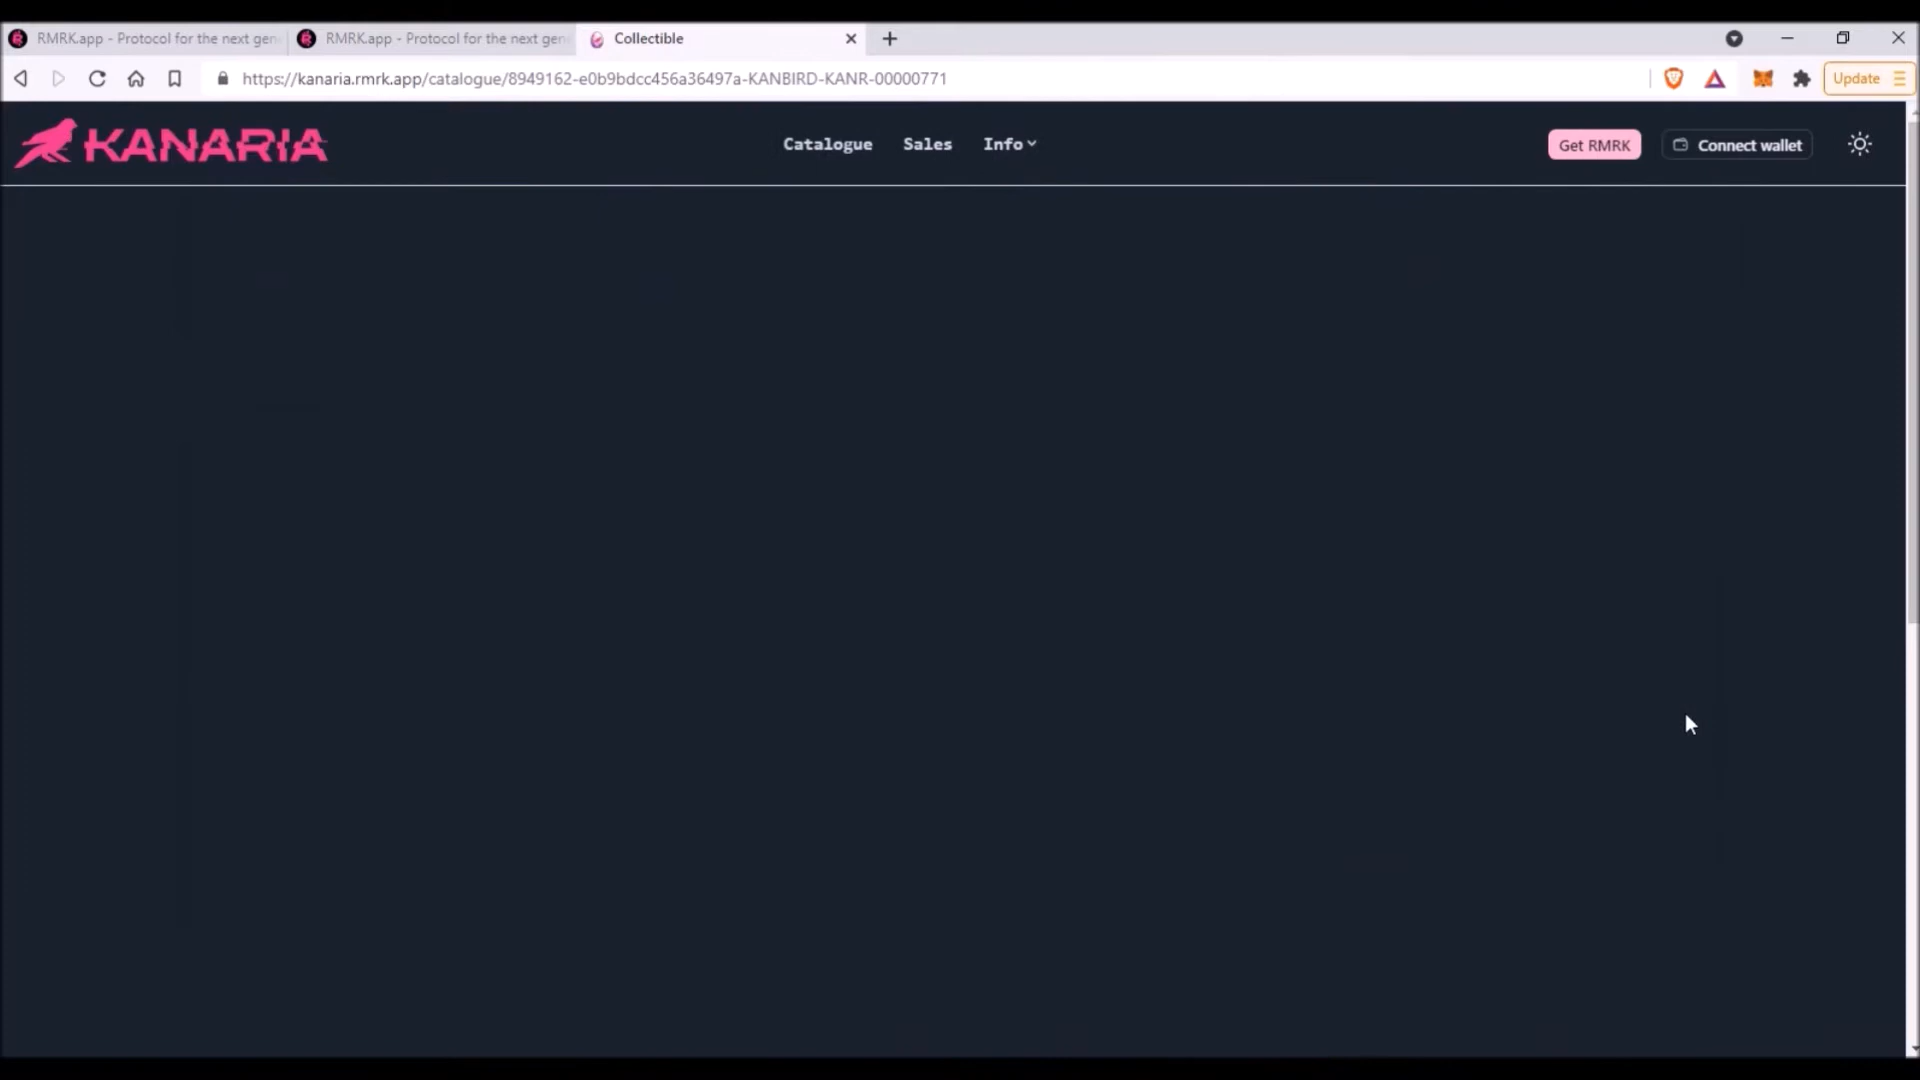 RMRK.app - Protocol for the next gen
RMRK.app - Protocol for the next gen
Collectible
https://kanaria.rmrk.app/catalogue/8949162-e0b9bdcc456a36497a-KANBIRD-KANR-00000771
Update
KANARIA
Catalogue
Sales
Info
Get RMRK
Connect wallet